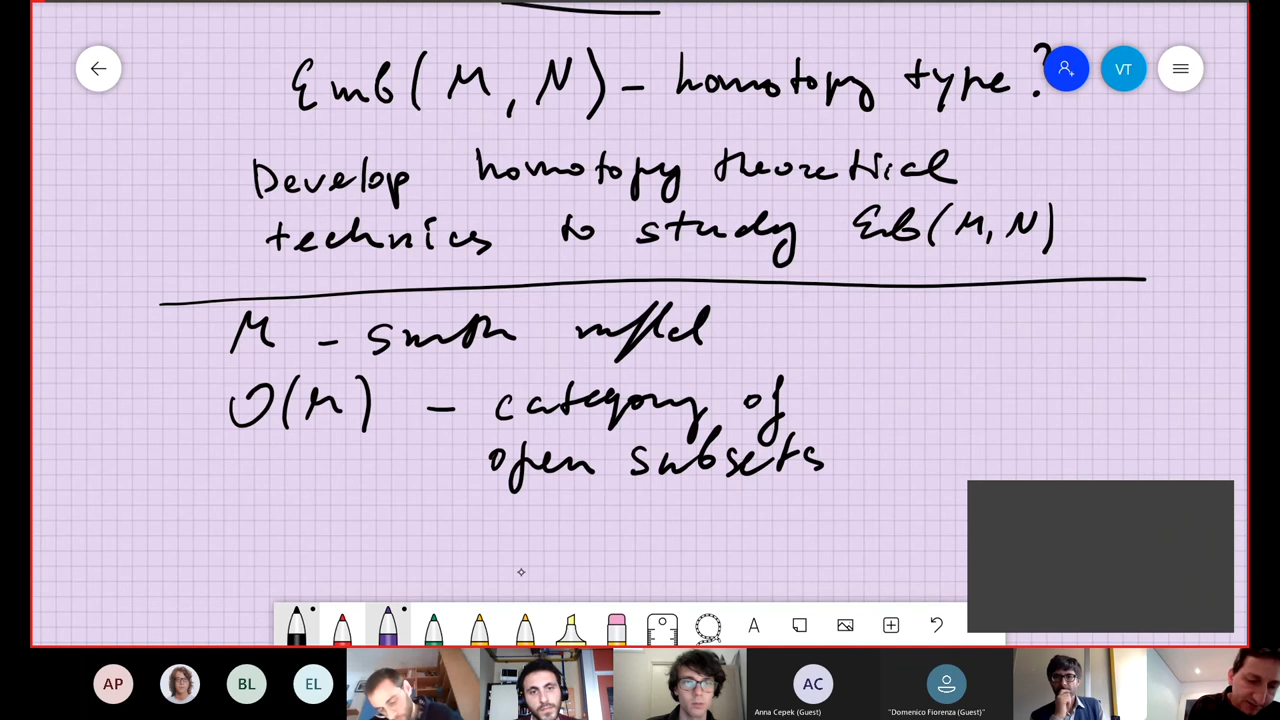 Emb(M, N) – homotopy type?
VT
Develop homotopy theoretical
technics to study Emb(M, N)
M – smooth mfld
O(M) – category of
open subsets
A
AP
BL
EL
AC
Anna Cepek (Guest)
"Domenico Fiorenza (Guest)"